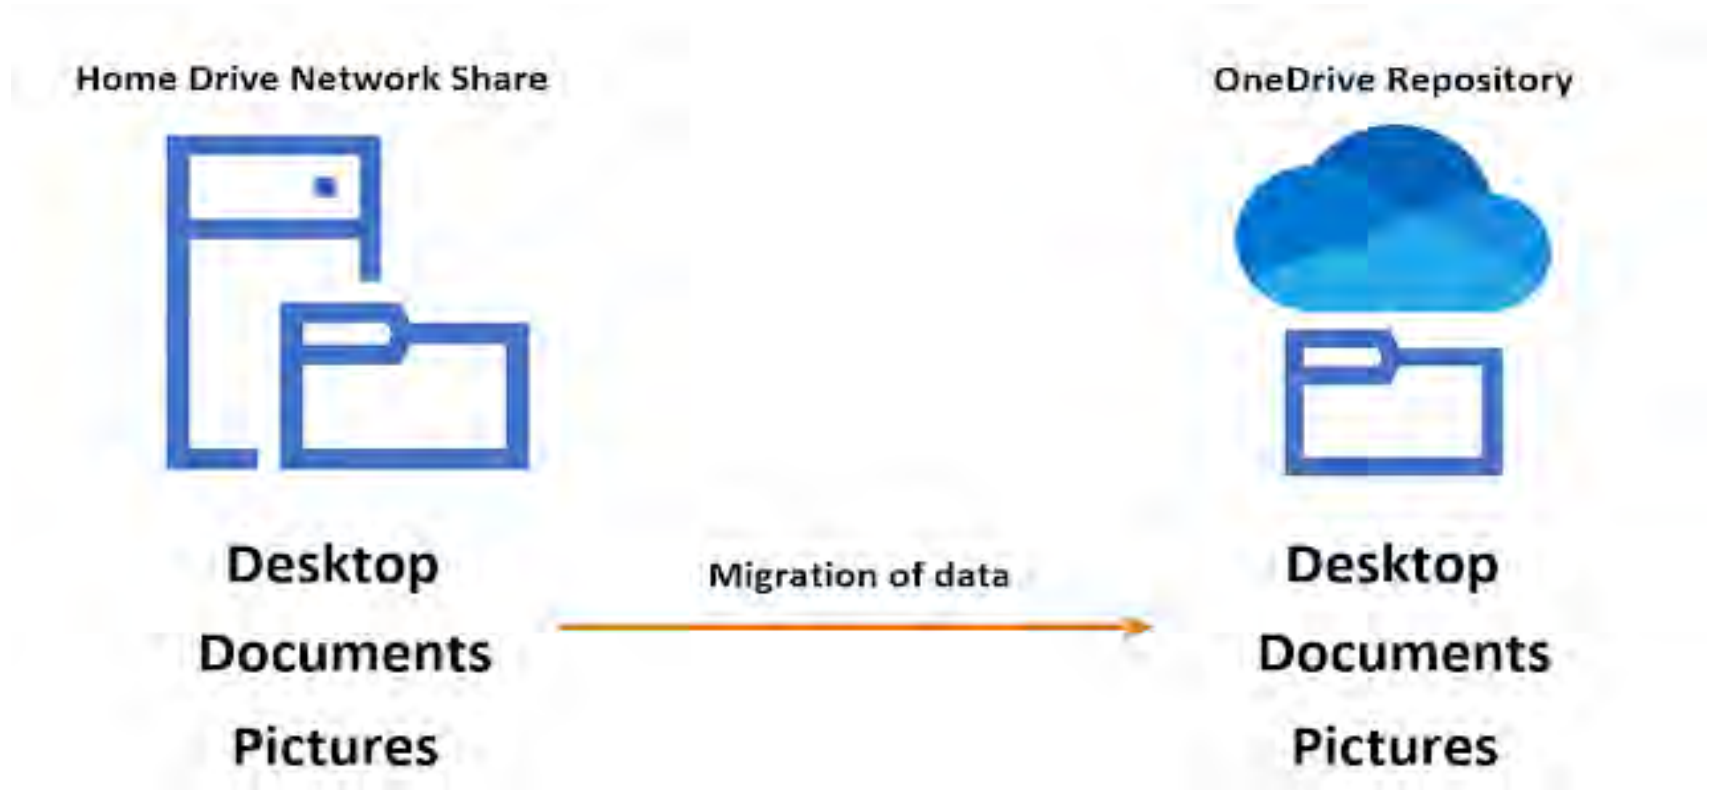 Home Drive Network Share
OneDrive Repository
Desktop
Documents
Pictures
Migration of data
Desktop
Documents
Pictures